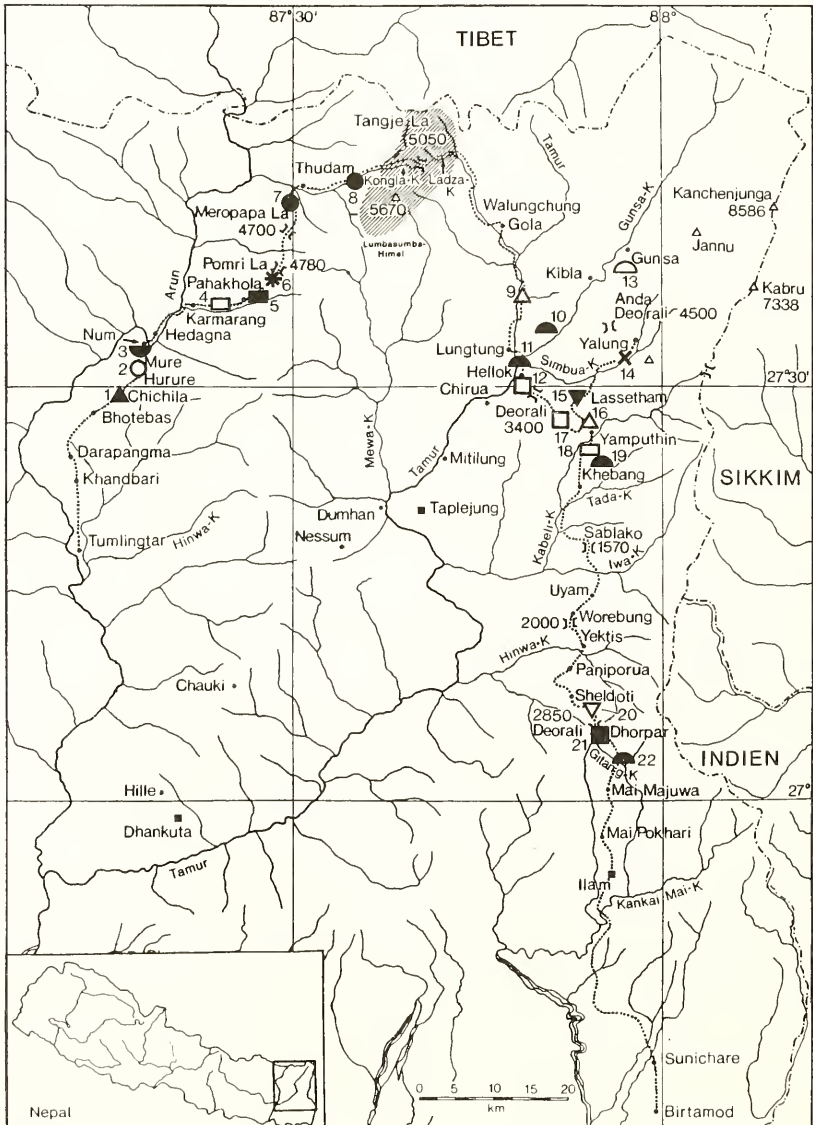 87°30'
88°
TIBET
Tangje La
5050
Tamur
Thudam
Kongla-K
Ladza-K
Gunsa-K
Kanchenjunga
8586
7
8
Meropapa La
4700
5670
Walungchung
Gola
Jannu
Lumbasumba-
Himel
Arun
Pomri La
4780
Kibla
Gunsa
13
Pahakhola
6
4
5
9
Kabru
7338
Karmarang
10
Anda
Deorali 4500
Num
Hedagna
11
Yalung
3
Mure
Lungtung
Simbua-K
14
2
Hurure
Hellok
12
27°30'
1
Chichila
Chirua
15
Lassetham
Bhotebas
Deorali
3400
16
17
Yamputhin
Darapangma
Mewa-K
Tamur
Mitilung
18
19
Khandbari
Khebang
SIKKIM
Tada-K
Dumhan
Taplejung
Kabeli-K
Hinwa-K
Nessum
Sablako
1570
Tumlingtar
Iwa-K
Uyam
2000
Worebung
Yektis
Hinwa-K
Paniporua
Chauki
Sheldoti
2850
20
Deorali
Dhorpar
21
22
INDIEN
Gitang-K
Hille
Mai Majuwa
27°
Dhankuta
Mai Pokhari
Tamur
Ilam
Kankai Mai-K
Sunichare
0 5 10 15 20
km
Nepal
Birtamod